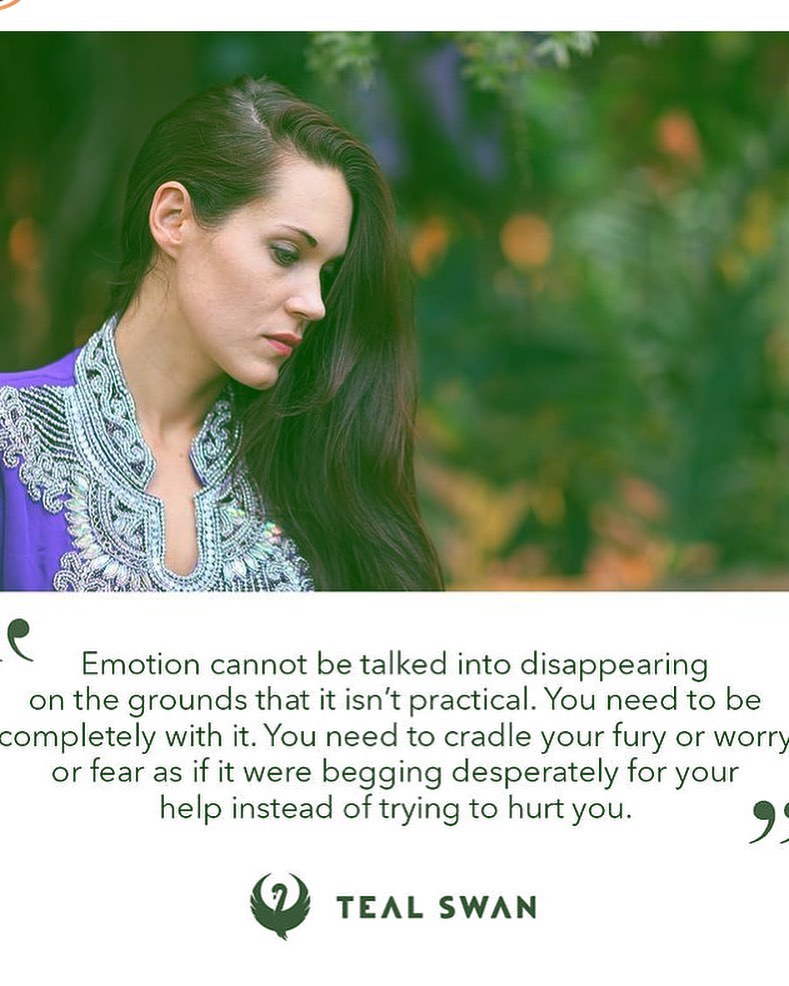 Emotion cannot be talked into disappearing
on the grounds that it isn’t practical. You need to be
completely with it. You need to cradle your fury or worry
or fear as if it were begging desperately for your
help instead of trying to hurt you.
TEAL SWAN